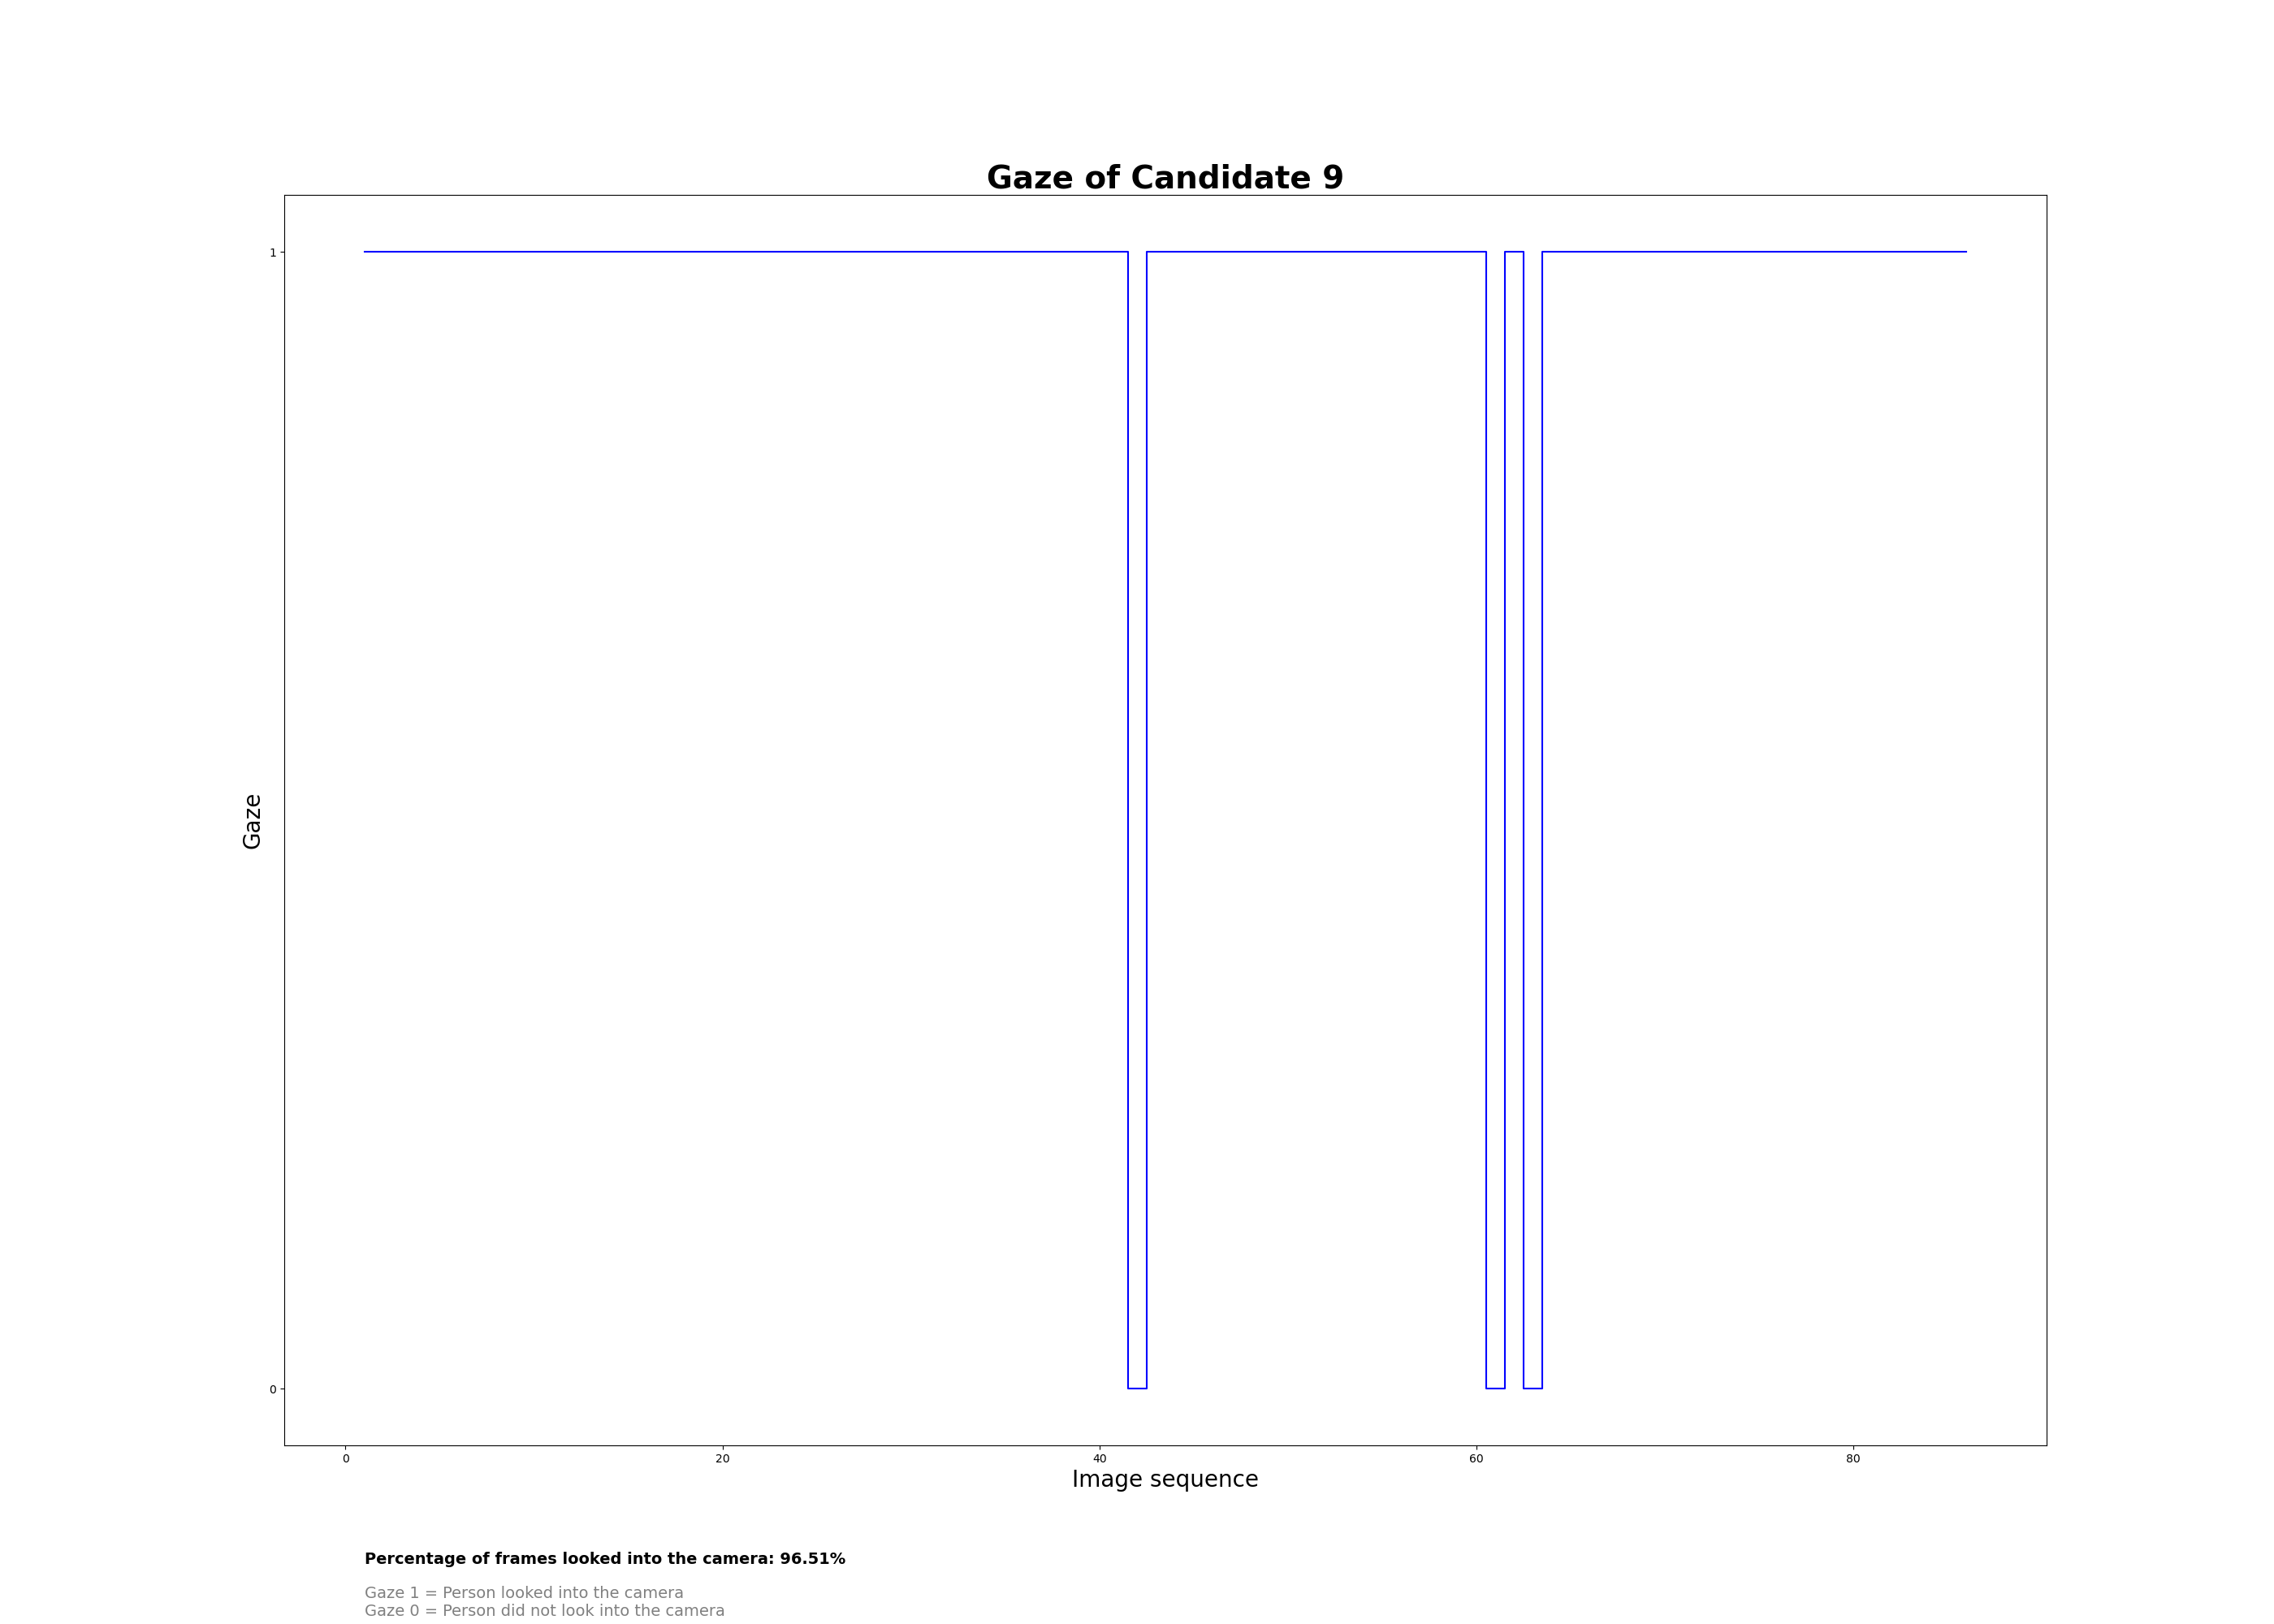 Gaze of Candidate 9
1
Gaze
0
0 20 40 60 80
Image sequence
Percentage of frames looked into the camera: 96.51%
Gaze 1 = Person looked into the camera
Gaze 0 = Person did not look into the camera